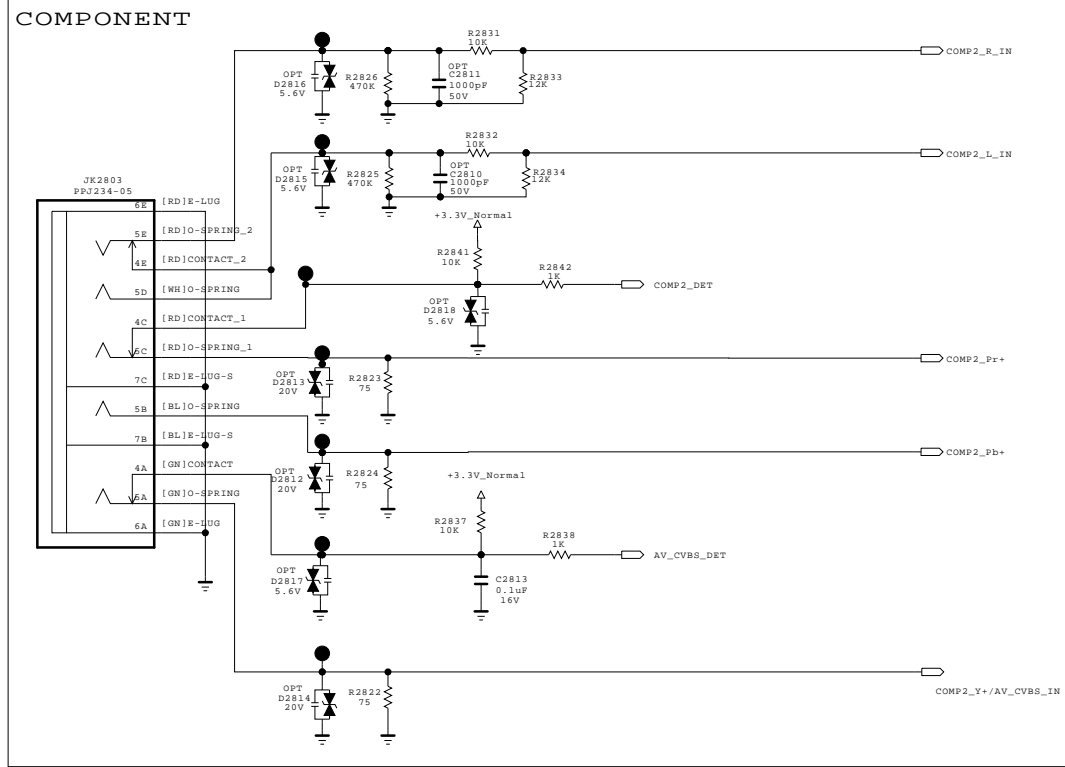 COMPONENT
R2831
10K
COMP2_R_IN
OPT
D2816
5.6V
R2826
470K
OPT
C2811
1000pF
50V
R2833
12K
R2832
10K
COMP2_L_IN
OPT
D2815
5.6V
R2825
470K
OPT
C2810
1000pF
50V
R2834
12K
JK2803
PPJ234-05
6E [RD]E-LUG
5E [RD]O-SPRING_2
4E [RD]CONTACT_2
5D [WH]O-SPRING
4C [RD]CONTACT_1
5C [RD]O-SPRING_1
7C [RD]E-LUG-S
5B [BL]O-SPRING
7B [BL]E-LUG-S
4A [GN]CONTACT
5A [GN]O-SPRING
6A [GN]E-LUG
+3.3V_Normal
R2841
10K
R2842
1K
COMP2_DET
OPT
D2818
5.6V
COMP2_Pr+
OPT
D2813
20V
R2823
75
COMP2_Pb+
OPT
D2812
20V
R2824
75
+3.3V_Normal
R2837
10K
R2838
1K
AV_CVBS_DET
OPT
D2817
5.6V
C2813
0.1uF
16V
OPT
D2814
20V
R2822
75
COMP2_Y+/AV_CVBS_IN